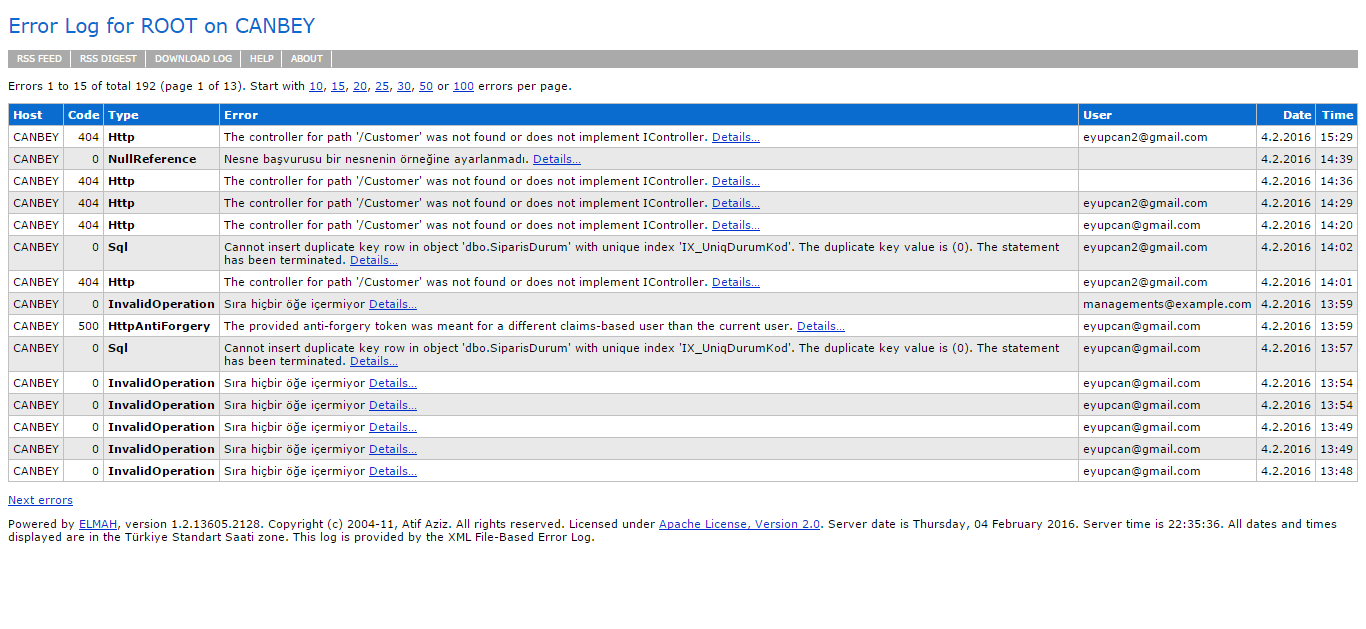 Error Log for ROOT on CANBEY
RSS FEED RSS DIGEST DOWNLOAD LOG HELP ABOUT
Errors 1 to 15 of total 192 (page 1 of 13). Start with 10, 15, 20, 25, 30, 50 or 100 errors per page.
Host Code Type Error User Date Time
CANBEY 404 Http The controller for path '/Customer' was not found or does not implement IController. Details... eyupcan2@gmail.com 4.2.2016 15:29
CANBEY 0 NullReference Nesne başvurusu bir nesnenin örneğine ayarlanmadı. Details... 4.2.2016 14:39
CANBEY 404 Http The controller for path '/Customer' was not found or does not implement IController. Details... 4.2.2016 14:36
CANBEY 404 Http The controller for path '/Customer' was not found or does not implement IController. Details... eyupcan2@gmail.com 4.2.2016 14:29
CANBEY 404 Http The controller for path '/Customer' was not found or does not implement IController. Details... eyupcan@gmail.com 4.2.2016 14:20
CANBEY 0 Sql Cannot insert duplicate key row in object 'dbo.SiparisDurum' with unique index 'IX_UniqDurumKod'. The duplicate key value is (0). The statement eyupcan2@gmail.com 4.2.2016 14:02
has been terminated. Details...
CANBEY 404 Http The controller for path '/Customer' was not found or does not implement IController. Details... eyupcan2@gmail.com 4.2.2016 14:01
CANBEY 0 InvalidOperation Sıra hiçbir öğe içermiyor Details... managements@example.com 4.2.2016 13:59
CANBEY 500 HttpAntiForgery The provided anti-forgery token was meant for a different claims-based user than the current user. Details... eyupcan@gmail.com 4.2.2016 13:59
CANBEY 0 Sql Cannot insert duplicate key row in object 'dbo.SiparisDurum' with unique index 'IX_UniqDurumKod'. The duplicate key value is (0). The statement eyupcan@gmail.com 4.2.2016 13:57
has been terminated. Details...
CANBEY 0 InvalidOperation Sıra hiçbir öğe içermiyor Details... eyupcan@gmail.com 4.2.2016 13:54
CANBEY 0 InvalidOperation Sıra hiçbir öğe içermiyor Details... eyupcan@gmail.com 4.2.2016 13:54
CANBEY 0 InvalidOperation Sıra hiçbir öğe içermiyor Details... eyupcan@gmail.com 4.2.2016 13:49
CANBEY 0 InvalidOperation Sıra hiçbir öğe içermiyor Details... eyupcan@gmail.com 4.2.2016 13:49
CANBEY 0 InvalidOperation Sıra hiçbir öğe içermiyor Details... eyupcan@gmail.com 4.2.2016 13:48
Next errors
Powered by ELMAH, version 1.2.13605.2128. Copyright (c) 2004-11, Atif Aziz. All rights reserved. Licensed under Apache License, Version 2.0. Server date is Thursday, 04 February 2016. Server time is 22:35:36. All dates and times
displayed are in the Türkiye Standart Saati zone. This log is provided by the XML File-Based Error Log.